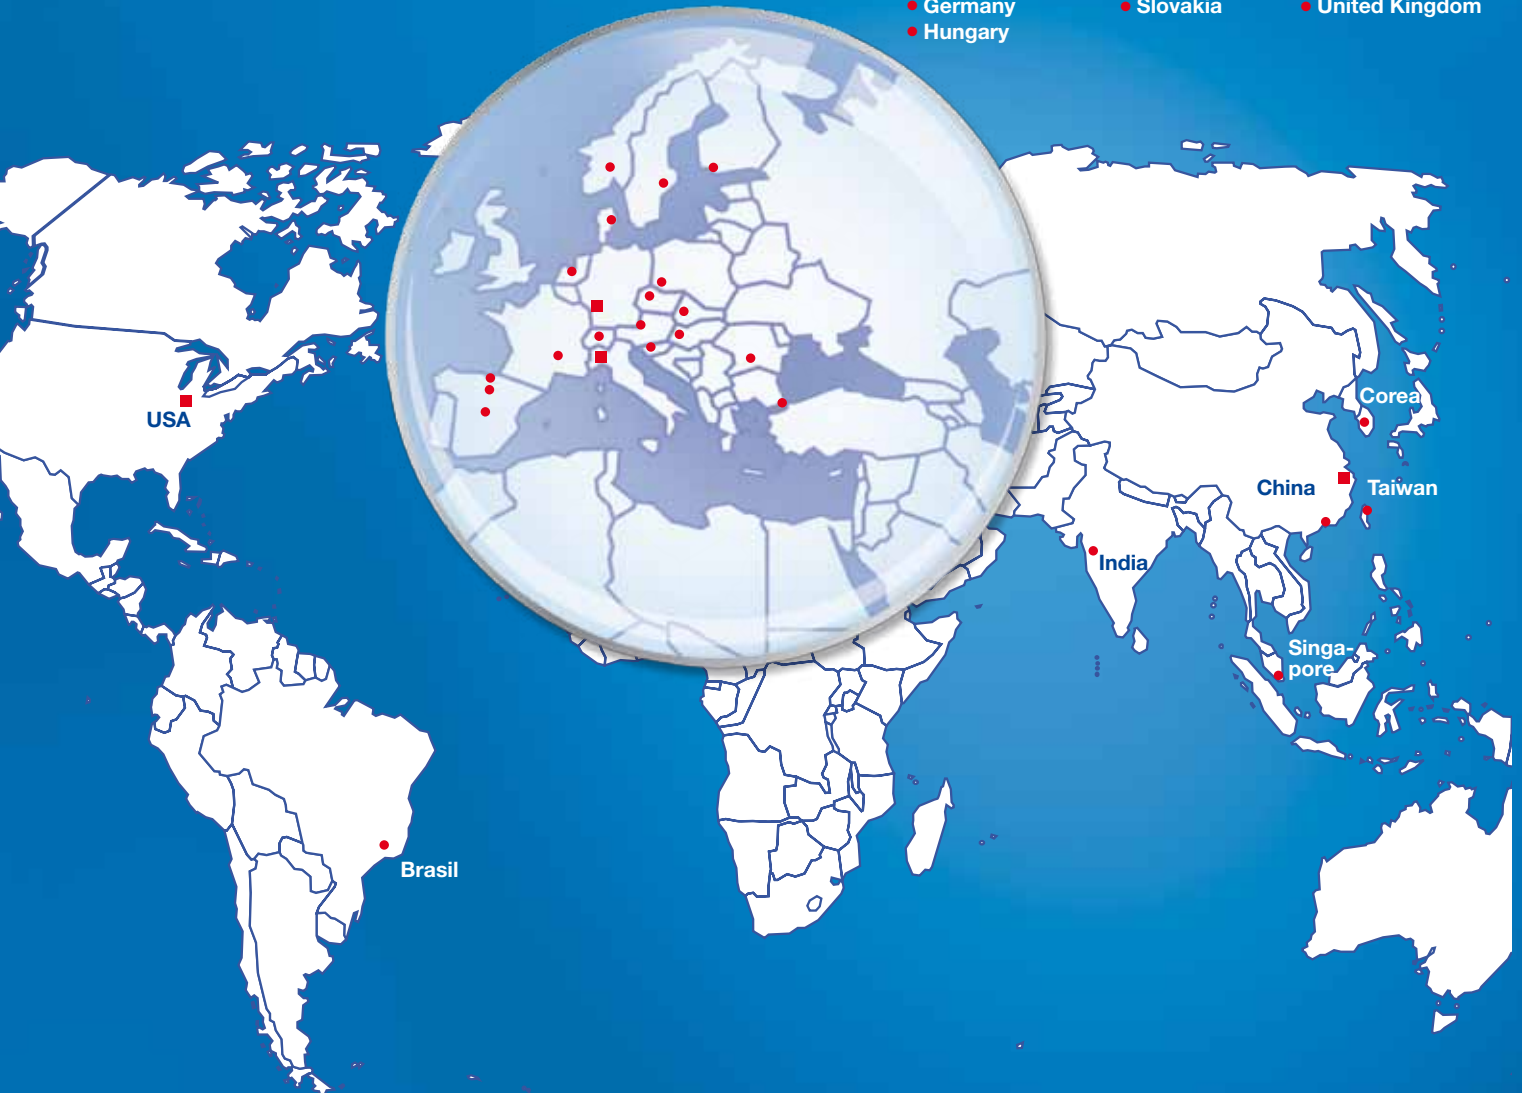 Germany
Slovakia
United Kingdom
Hungary
USA
Corea
China
Taiwan
India
Singa-
pore
Brasil